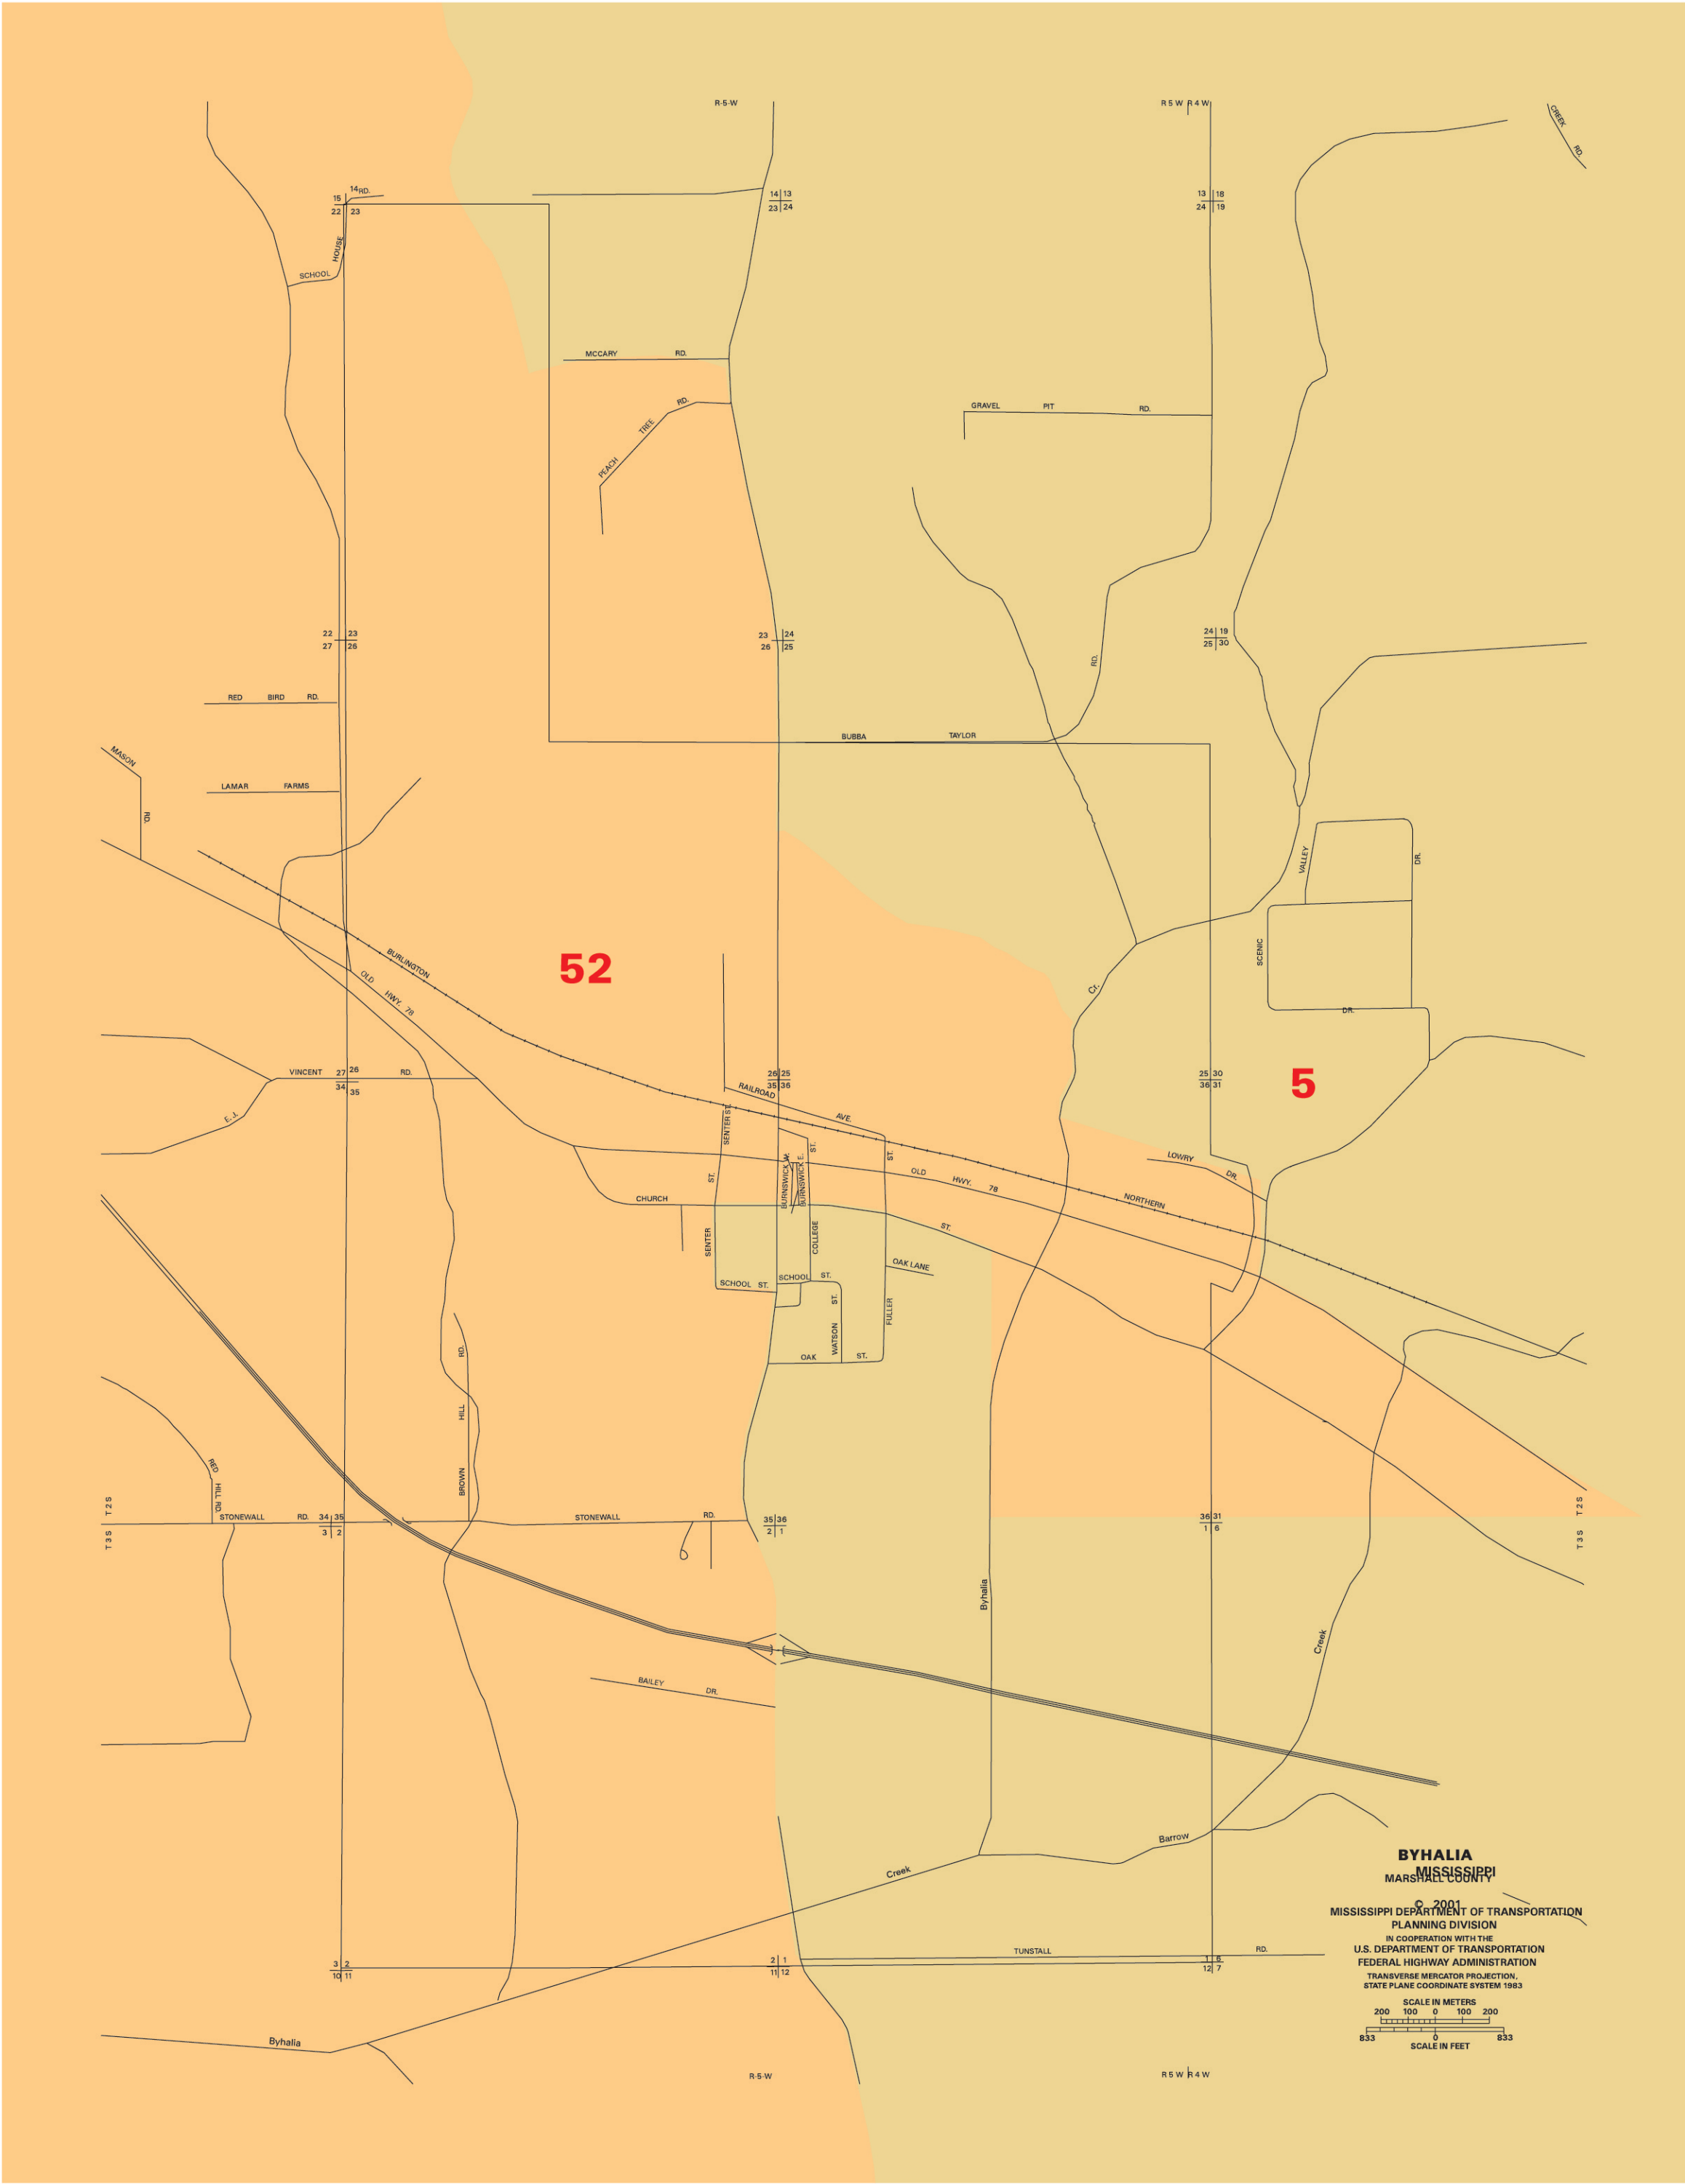 R-5-W
R 5 W R 4 W
CREEK RD.
14 RD.
15
22 23
14 13
23 24
13 18
24 19
HOUSE
SCHOOL
MCCARY RD.
GRAVEL PIT RD.
PEACH TREE RD.
22 23
27 26
23 24
26 25
24 19
25 30
RD.
RED BIRD RD.
BUBBA TAYLOR
MASON RD.
LAMAR FARMS
VALLEY DR.
SCENIC DR.
52
BURLINGTON
OLD HWY. 78
Cr.
VINCENT RD.
27 26
34 35
26 25
35 36
25 30
36 31
5
RAILROAD AVE.
E. J.
SENTER ST.
ST.
ST.
ST.
BURNSWICK W.
BURNSWICK E.
OLD HWY. 78
LOWRY DR.
NORTHERN
CHURCH ST.
SENTER
COLLEGE
OAK LANE
SCHOOL ST.
SCHOOL ST.
WATSON ST.
FULLER
OAK ST.
BROWN HILL RD.
RED HILL RD.
T 2 S
T 3 S
STONEWALL RD.
34 35
3 2
STONEWALL RD.
35 36
2 1
36 31
1 6
T 2 S
T 3 S
Byhalia
Creek
BAILEY DR.
Barrow
Creek
BYHALIA
MISSISSIPPI
MARSHALL COUNTY
© 2001
MISSISSIPPI DEPARTMENT OF TRANSPORTATION
PLANNING DIVISION
IN COOPERATION WITH THE
U.S. DEPARTMENT OF TRANSPORTATION
FEDERAL HIGHWAY ADMINISTRATION
TRANSVERSE MERCATOR PROJECTION,
STATE PLANE COORDINATE SYSTEM 1983
SCALE IN METERS
200 100 0 100 200
833 0 833
SCALE IN FEET
TUNSTALL RD.
3 2
10 11
2 1
11 12
1 6
12 7
Byhalia
R-5-W
R 5 W R 4 W